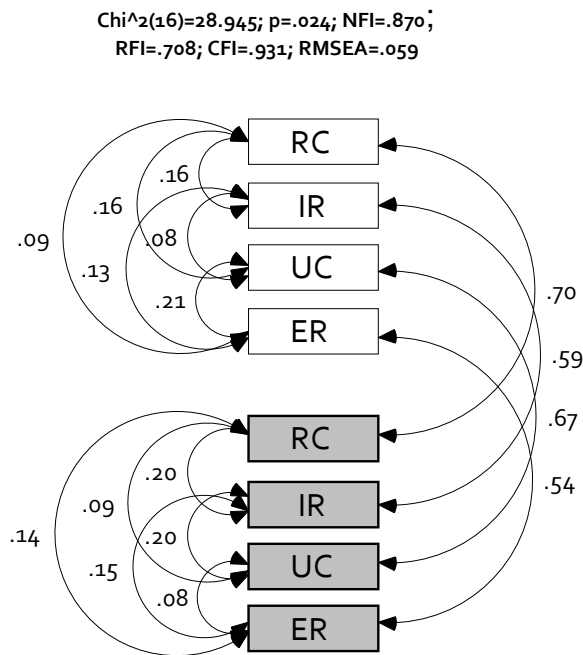 Chi^2(16)=28.945; p=.024; NFI=.870;
RFI=.708; CFI=.931; RMSEA=.059
RC
.16
IR
.16
.09
.08
UC
.13
.21
.70
ER
.59
.67
RC
.20
.54
.09
IR
.14
.20
UC
.15
.08
ER